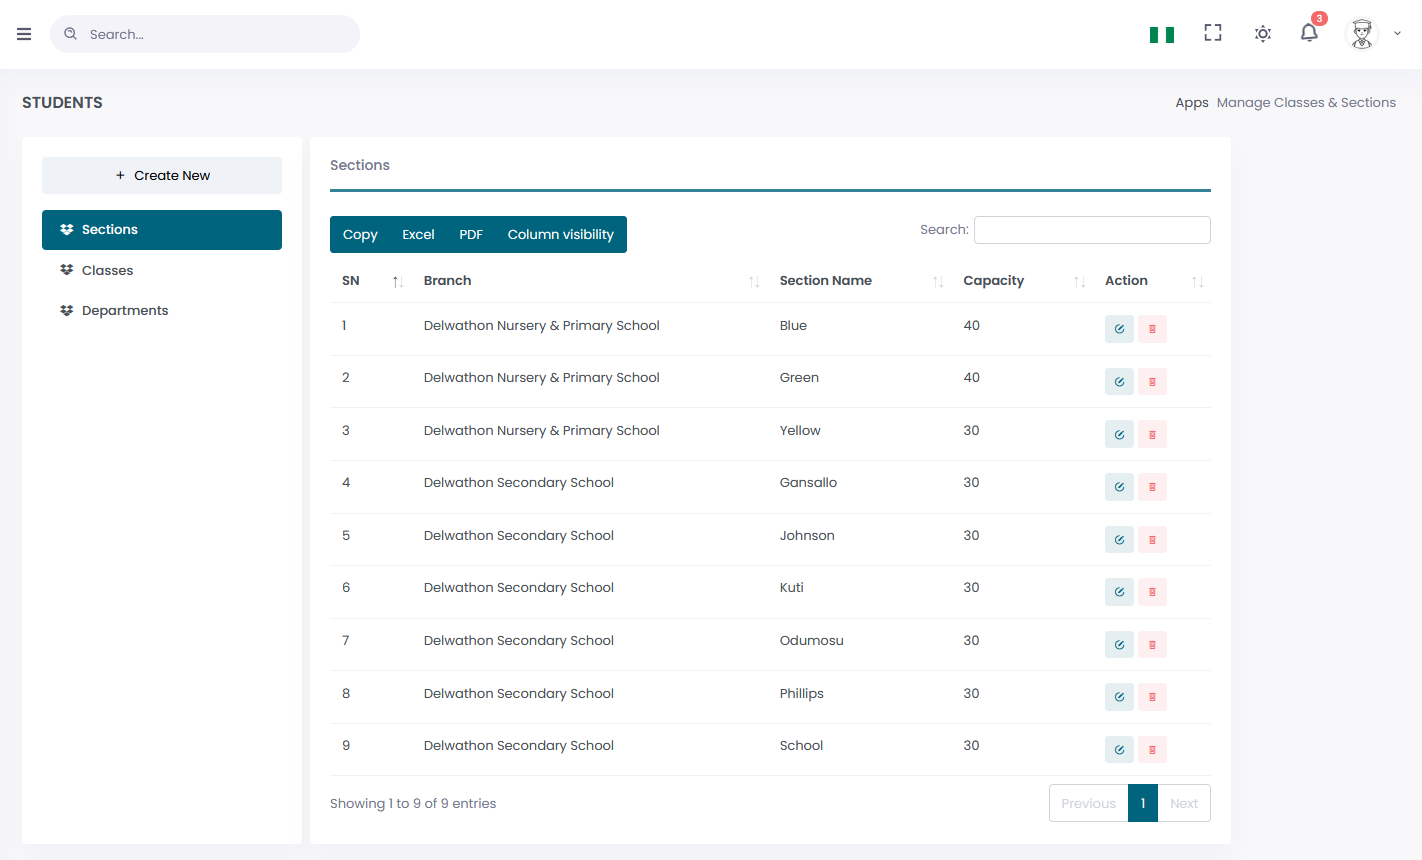 Search...
3
STUDENTS
Apps Manage Classes & Sections
+ Create New
Sections
Classes
Departments
Sections
Copy Excel PDF Column visibility
Search:
SN Branch Section Name Capacity Action
1 Delwathon Nursery & Primary School Blue 40
2 Delwathon Nursery & Primary School Green 40
3 Delwathon Nursery & Primary School Yellow 30
4 Delwathon Secondary School Gansallo 30
5 Delwathon Secondary School Johnson 30
6 Delwathon Secondary School Kuti 30
7 Delwathon Secondary School Odumosu 30
8 Delwathon Secondary School Phillips 30
9 Delwathon Secondary School School 30
Showing 1 to 9 of 9 entries
Previous 1 Next